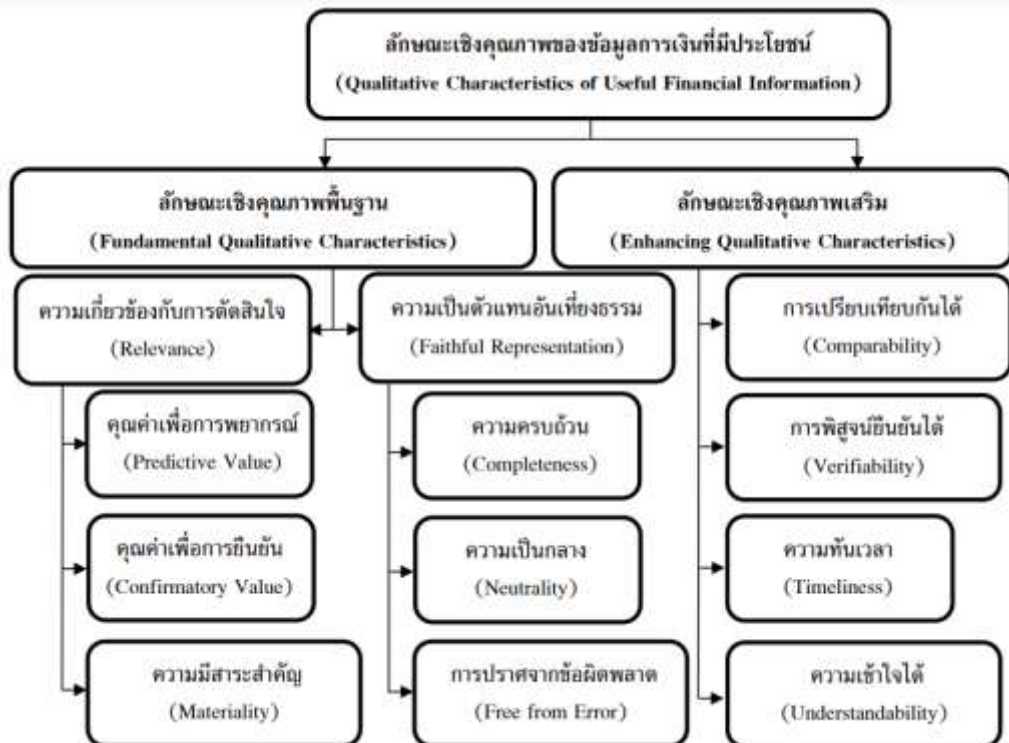 ลักษณะเชิงคุณภาพของข้อมูลการเงินที่มีประโยชน์
(Qualitative Characteristics of Useful Financial Information)
ลักษณะเชิงคุณภาพพื้นฐาน
(Fundamental Qualitative Characteristics)
ลักษณะเชิงคุณภาพเสริม
(Enhancing Qualitative Characteristics)
ความเกี่ยวข้องกับการตัดสินใจ
(Relevance)
ความเป็นตัวแทนอันเที่ยงธรรม
(Faithful Representation)
การเปรียบเทียบกันได้
(Comparability)
คุณค่าเพื่อการพยากรณ์
(Predictive Value)
ความครบถ้วน
(Completeness)
การพิสูจน์ยืนยันได้
(Verifiability)
คุณค่าเพื่อการยืนยัน
(Confirmatory Value)
ความเป็นกลาง
(Neutrality)
ความทันเวลา
(Timeliness)
ความมีสาระสำคัญ
(Materiality)
การปราศจากข้อผิดพลาด
(Free from Error)
ความเข้าใจได้
(Understandability)